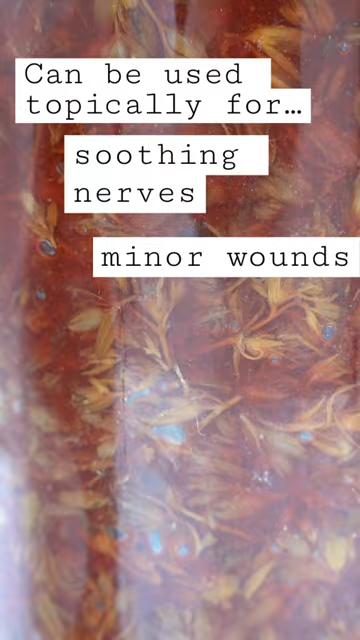 Can be used
topically for…
soothing
nerves
minor wounds